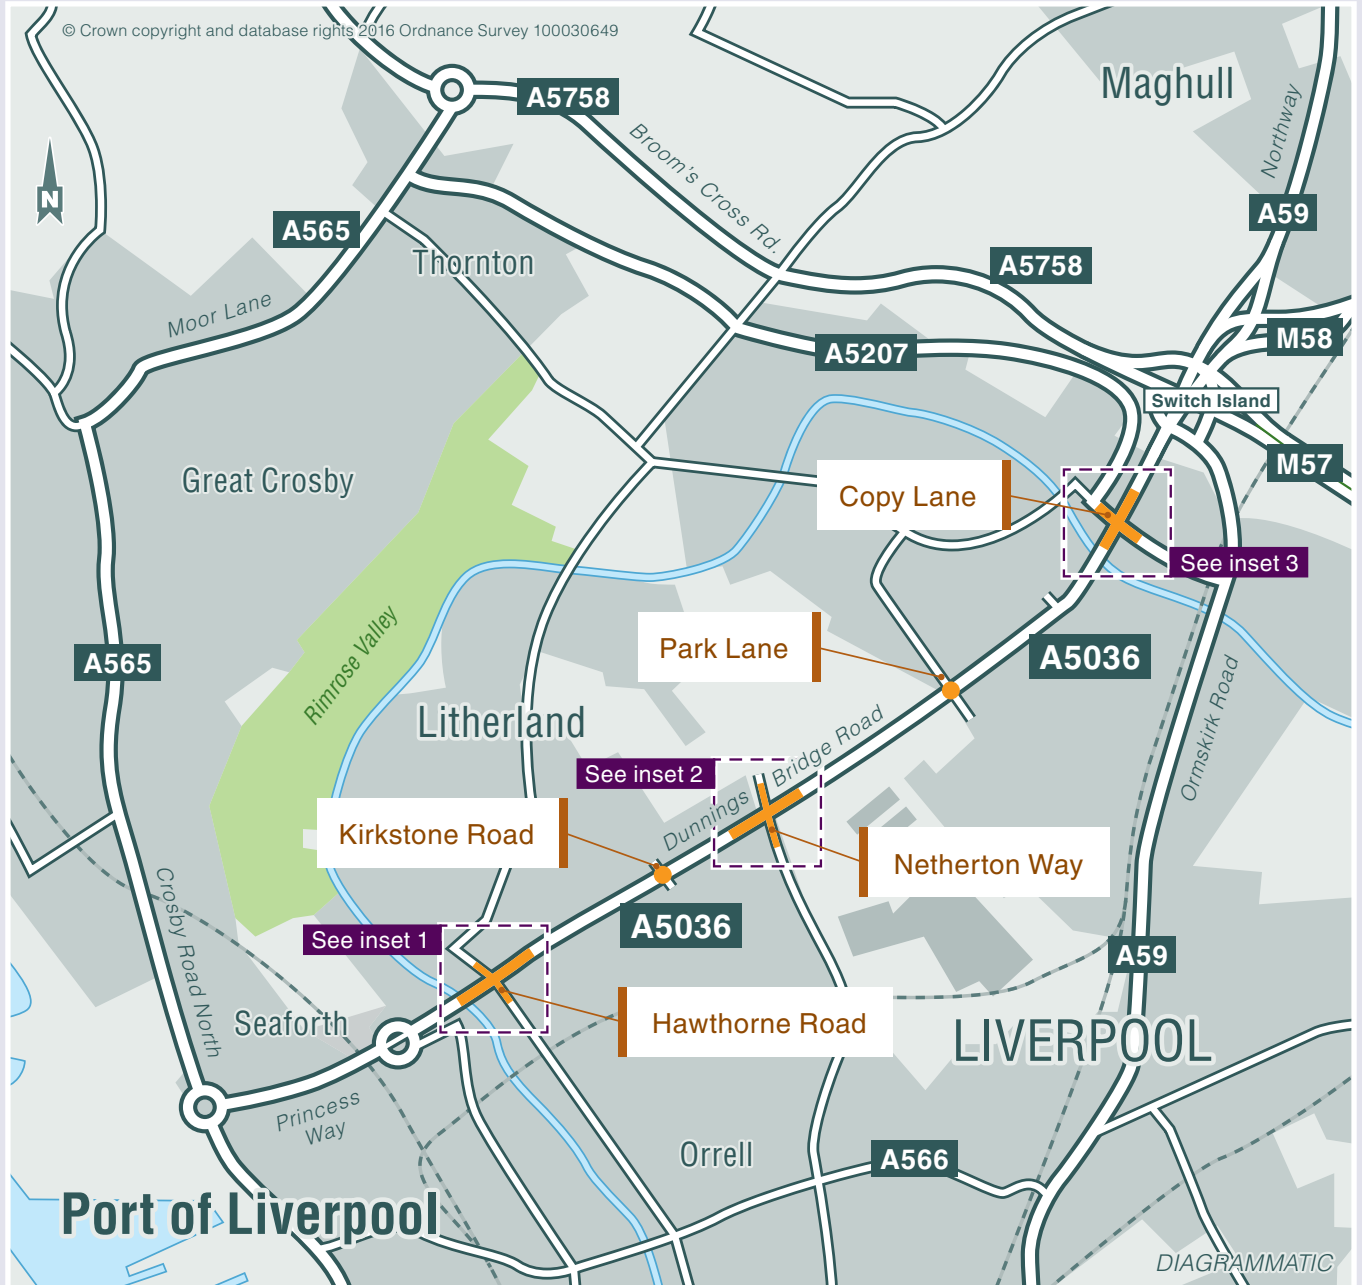 © Crown copyright and database rights 2016 Ordnance Survey 100030649
Maghull
A5758
Broom's Cross Rd.
Northway
N
A59
A565
Thornton
A5758
Moor Lane
M58
A5207
Switch Island
M57
Great Crosby
Copy Lane
See inset 3
Rimrose Valley
Park Lane
A5036
A565
Ormskirk Road
Litherland
See inset 2
Dunnings Bridge Road
Kirkstone Road
Netherton Way
Crosby Road North
A5036
See inset 1
A59
Seaforth
Hawthorne Road
LIVERPOOL
Princess
Way
Orrell
A566
Port of Liverpool
DIAGRAMMATIC